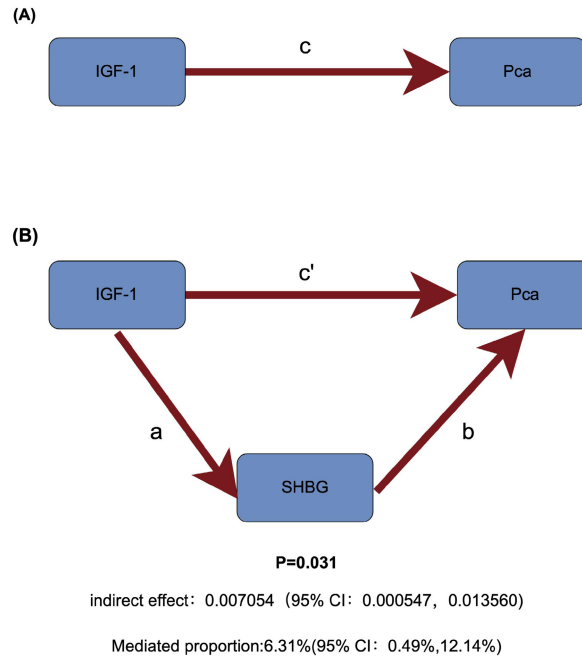 (A)
IGF-1
c
Pca
(B)
IGF-1
c'
Pca
a
b
SHBG
P=0.031
indirect effect：0.007054（95% CI：0.000547，0.013560）
Mediated proportion:6.31%(95% CI：0.49%,12.14%)